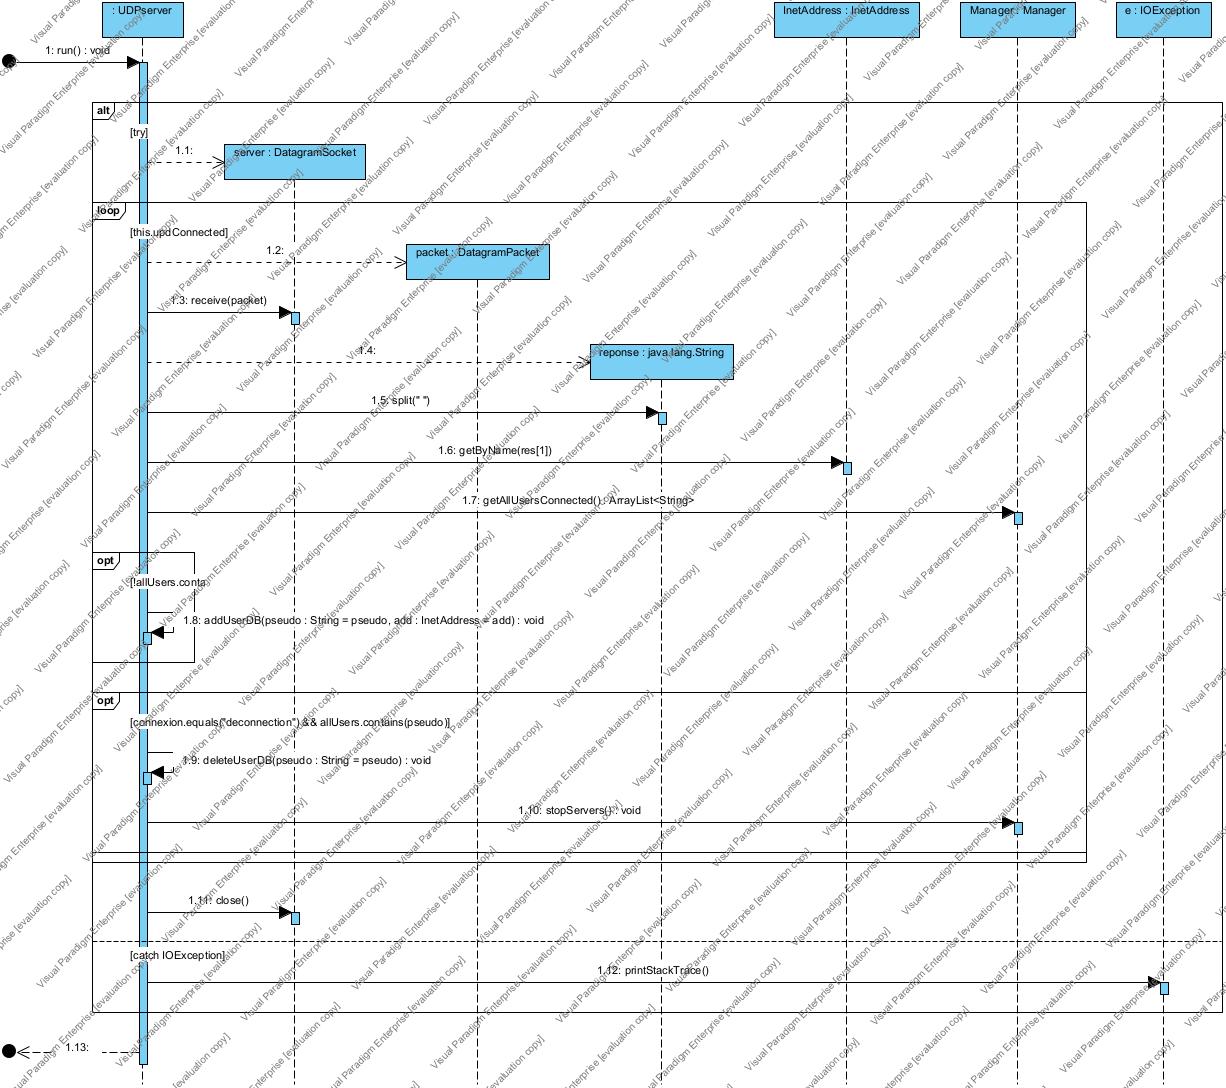 : UDPserver
InetAddress : InetAddress
Manager : Manager
e : IOException
1: run() : void
alt
[try]
1.1:
server : DatagramSocket
loop
[this.updConnected]
1.2:
packet : DatagramPacket
1.3: receive(packet)
1.4:
reponse : java.lang.String
1.5: split(" ")
1.6: getByName(res[1])
1.7: getAllUsersConnected() : ArrayList<String>
opt
[!allUsers.conta
1.8: addUserDB(pseudo : String = pseudo, add : InetAddress = add) : void
opt
[connexion.equals("deconnection") && allUsers.contains(pseudo)]
1.9: deleteUserDB(pseudo : String = pseudo) : void
1.10: stopServers() : void
1.11: close()
[catch IOException]
1.12: printStackTrace()
1.13:
Visual Paradigm Enterprise [evaluation copy]